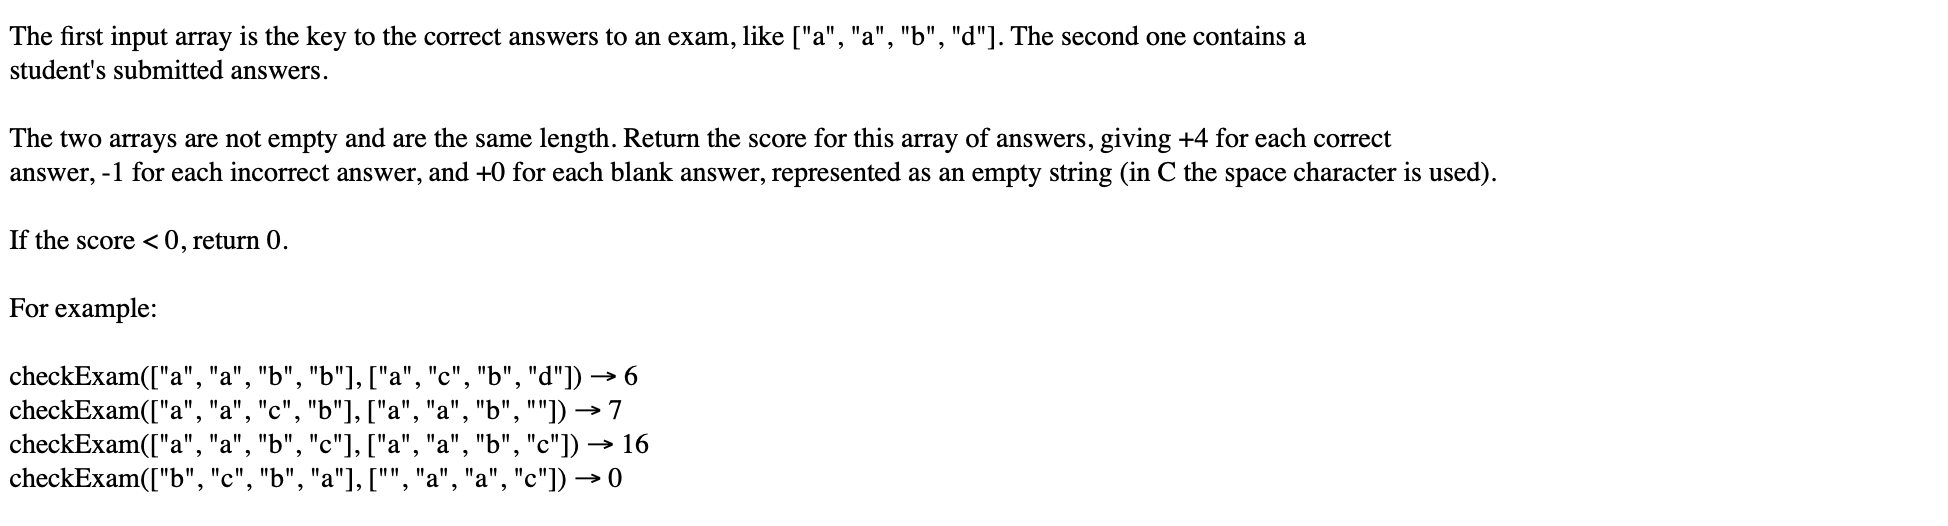 The first input array is the key to the correct answers to an exam, like ["a", "a", "b", "d"]. The second one contains a
student's submitted answers.
The two arrays are not empty and are the same length. Return the score for this array of answers, giving +4 for each correct
answer, -1 for each incorrect answer, and +0 for each blank answer, represented as an empty string (in C the space character is used).
If the score < 0, return 0.
For example:
checkExam(["a", "a", "b", "b"], ["a", "c", "b", "d"]) → 6
checkExam(["a", "a", "c", "b"], ["a", "a", "b", ""]) → 7
checkExam(["a", "a", "b", "c"], ["a", "a", "b", "c"]) → 16
checkExam(["b", "c", "b", "a"], ["", "a", "a", "c"]) → 0